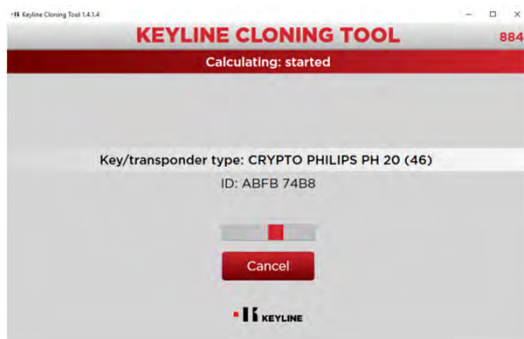 Keyline Cloning Tool 1.4.1.4
KEYLINE CLONING TOOL
884
Calculating: started
Key/transponder type: CRYPTO PHILIPS PH 20 (46)
ID: ABFB 74B8
Cancel
KEYLINE